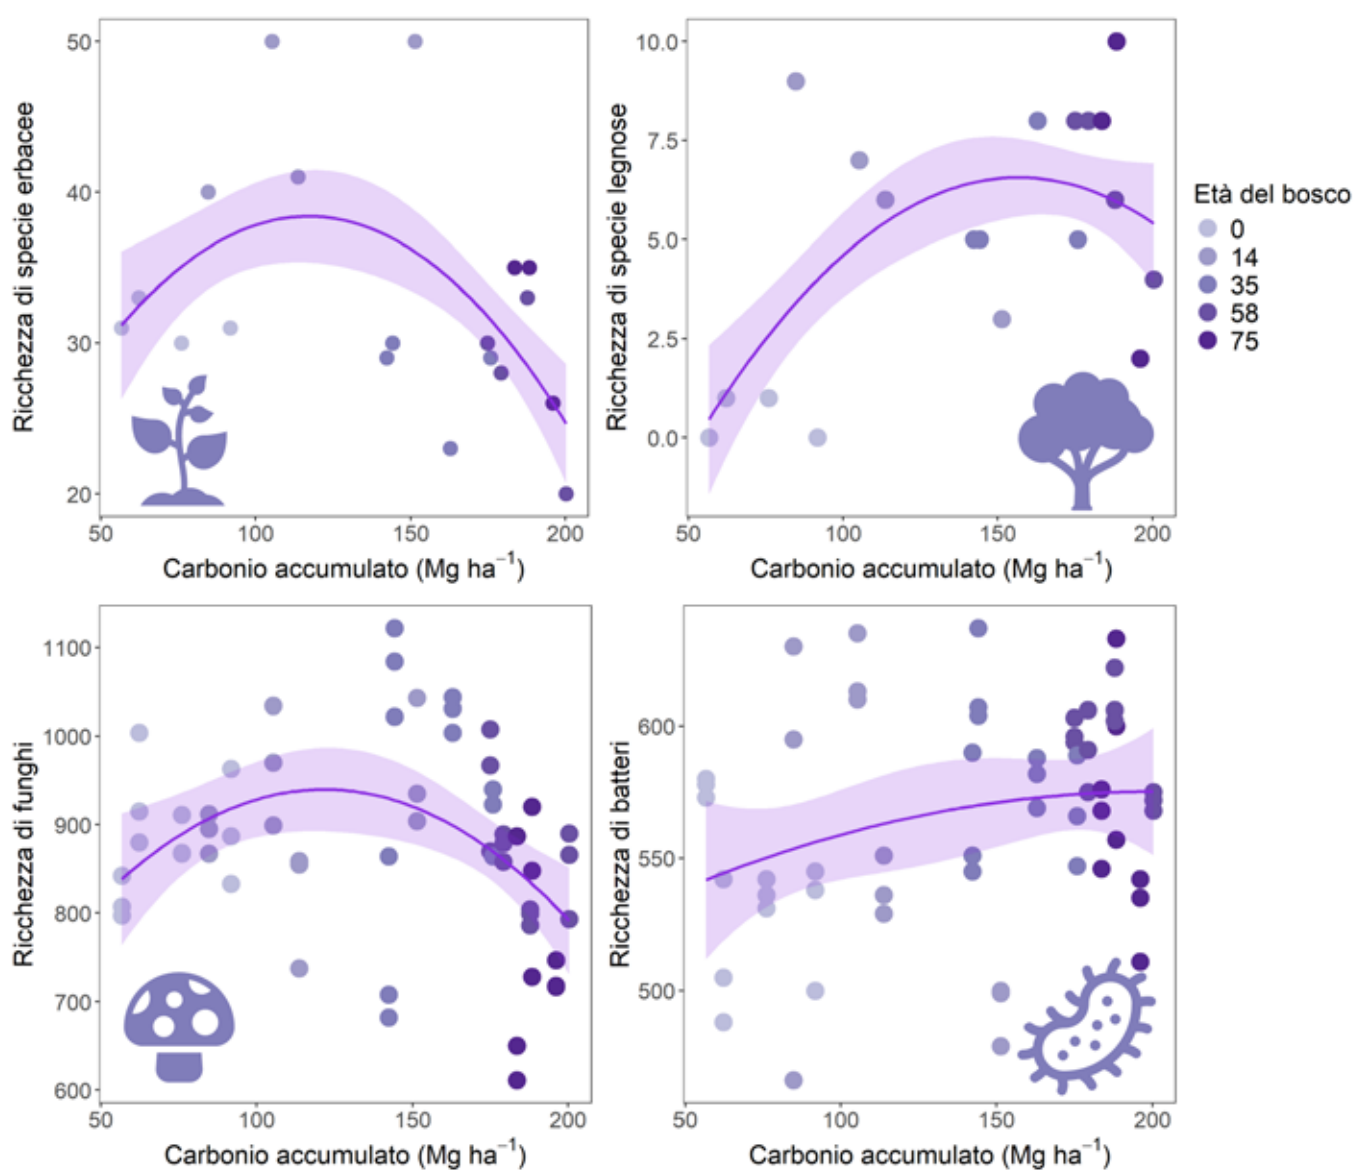 50
40
30
20
Ricchezza di specie erbacee
50 100 150 200
Carbonio accumulato (Mg ha⁻¹)
10.0
7.5
5.0
2.5
0.0
Ricchezza di specie legnose
50 100 150 200
Carbonio accumulato (Mg ha⁻¹)
Età del bosco
0
14
35
58
75
1100
1000
900
800
700
600
Ricchezza di funghi
50 100 150 200
Carbonio accumulato (Mg ha⁻¹)
600
550
500
Ricchezza di batteri
50 100 150 200
Carbonio accumulato (Mg ha⁻¹)